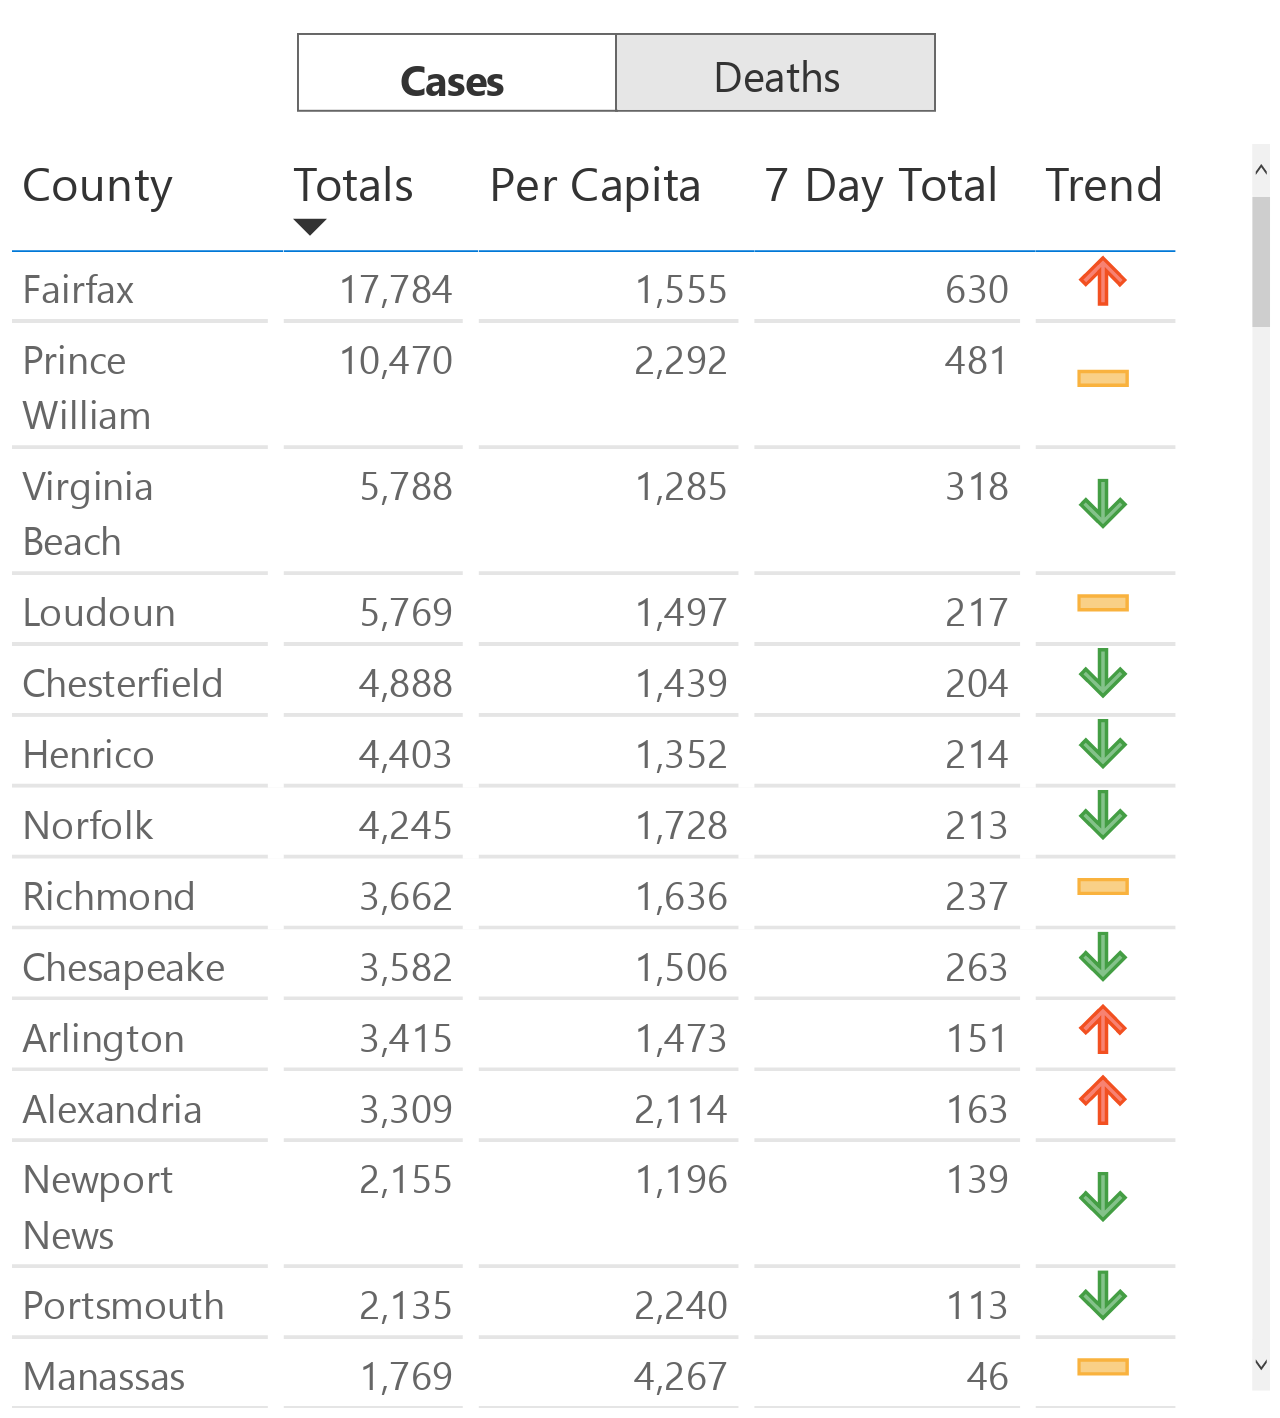 Cases Deaths
County Totals Per Capita 7 Day Total Trend
Fairfax 17,784 1,555 630
Prince 10,470 2,292 481
William
Virginia 5,788 1,285 318
Beach
Loudoun 5,769 1,497 217
Chesterfield 4,888 1,439 204
Henrico 4,403 1,352 214
Norfolk 4,245 1,728 213
Richmond 3,662 1,636 237
Chesapeake 3,582 1,506 263
Arlington 3,415 1,473 151
Alexandria 3,309 2,114 163
Newport 2,155 1,196 139
News
Portsmouth 2,135 2,240 113
Manassas 1,769 4,267 46